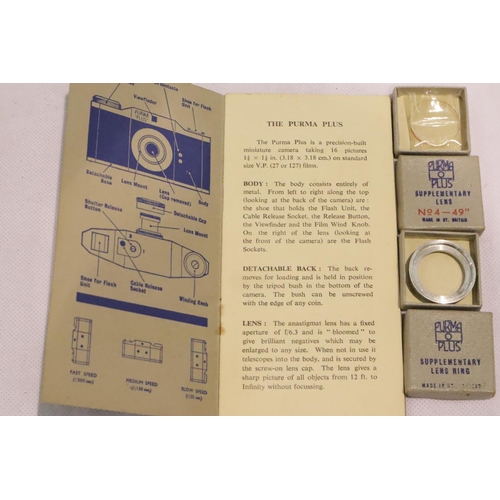 Viewfinder
Shoe for Flash
Unit
PURMA
PLUS
Detachable
Base
Lens Mount
Lens
(Cap removed)
Body
Shutter Release
Button
Detachable Cap
Lens Mount
Shoe for Flash
Unit
Cable Release
Socket
Winding Knob
FAST SPEED
MEDIUM SPEED
SLOW SPEED
THE PURMA PLUS
The Purma Plus is a precision-built
miniature camera taking 16 pictures
1¼ × 1¼ in. (3.18 × 3.18 cm.) on standard
size V.P. (27 or 127) films.
BODY : The body consists entirely of
metal. From left to right along the top
(looking at the back of the camera) are :
the shoe that holds the Flash Unit, the
Cable Release Socket, the Release Button,
the Viewfinder and the Film Wind Knob.
On the right of the lens (looking at
the front of the camera) are the Flash
Sockets.
DETACHABLE BACK : The back re-
moves for loading and is held in position
by the tripod bush in the bottom of the
camera. The bush can be unscrewed
with the edge of any coin.
LENS : The anastigmat lens has a fixed
aperture of f/6.3 and is "bloomed" to
give brilliant negatives which may be
enlarged to any size. When not in use it
telescopes into the body, and is secured by
the screw-on lens cap. The lens gives a
sharp picture of all objects from 12 ft. to
Infinity without focussing.
PURMA
PLUS
SUPPLEMENTARY
LENS
No 4 - 49"
MADE IN GT. BRITAIN
PURMA
PLUS
SUPPLEMENTARY
LENS RING
MADE IN GT.